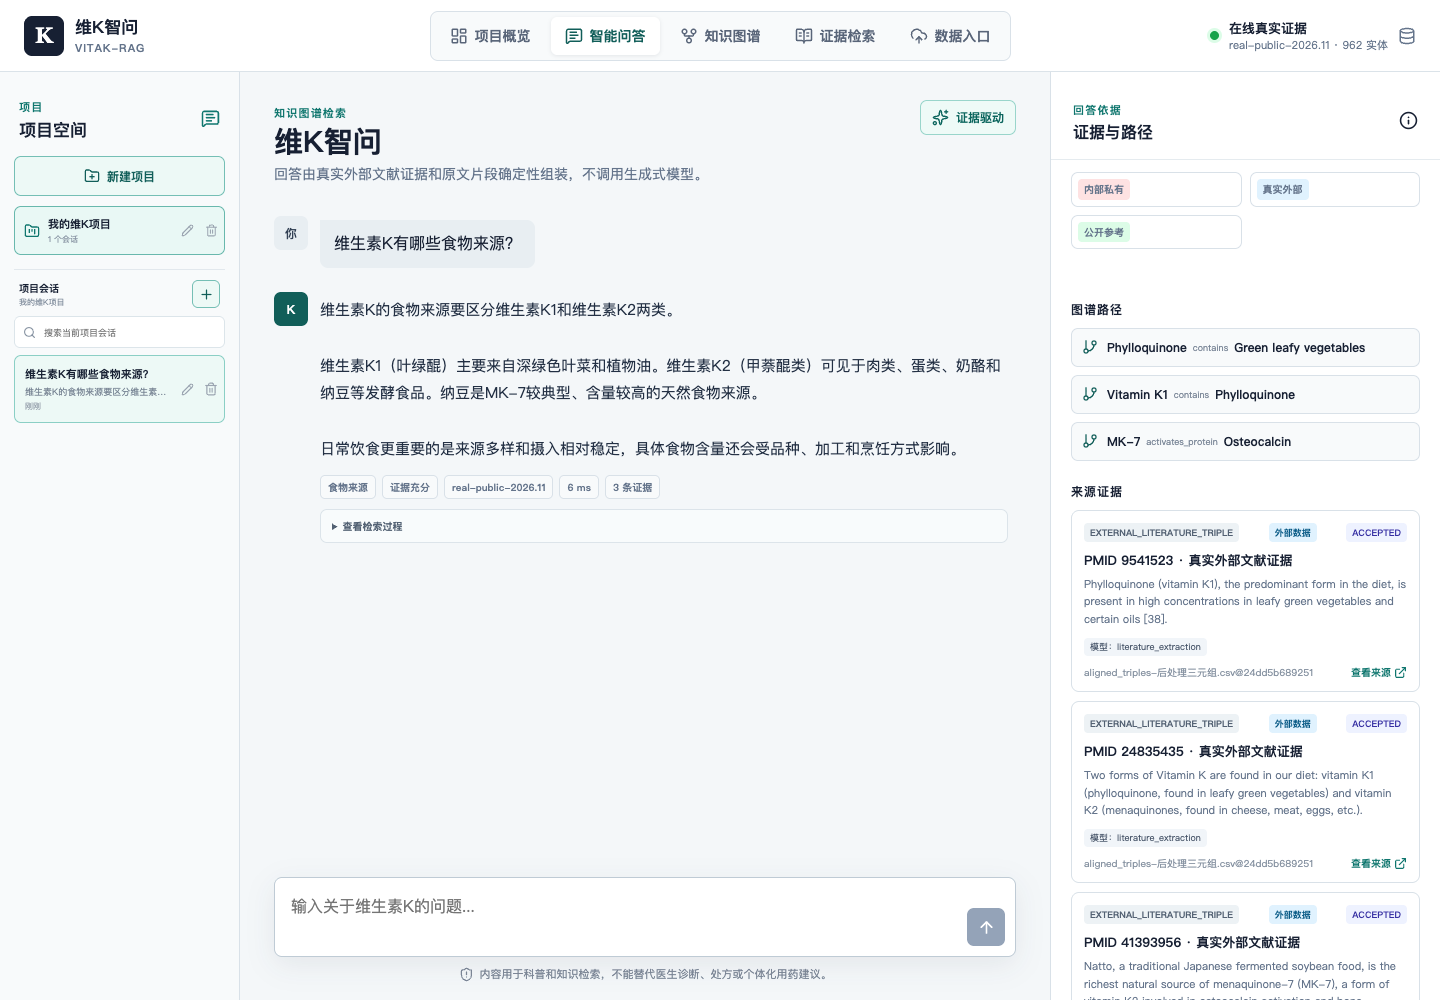 K
维K智问
VITAK-RAG
项目概览
智能问答
知识图谱
证据检索
数据入口
在线真实证据
real-public-2026.11 · 962 实体
项目
项目空间
新建项目
我的维K项目
1 个会话
项目会话
我的维K项目
搜索当前项目会话
维生素K有哪些食物来源?
维生素K的食物来源要区分维生素...
刚刚
知识图谱检索
维K智问
回答由真实外部文献证据和原文片段确定性组装，不调用生成式模型。
证据驱动
你
维生素K有哪些食物来源?
K
维生素K的食物来源要区分维生素K1和维生素K2两类。
维生素K1（叶绿醌）主要来自深绿色叶菜和植物油。维生素K2（甲萘醌类）可见于肉类、蛋类、奶酪和
纳豆等发酵食品。纳豆是MK-7较典型、含量较高的天然食物来源。
日常饮食更重要的是来源多样和摄入相对稳定，具体食物含量还会受品种、加工和烹饪方式影响。
食物来源
证据充分
real-public-2026.11
6 ms
3 条证据
查看检索过程
输入关于维生素K的问题...
内容用于科普和知识检索，不能替代医生诊断、处方或个体化用药建议。
回答依据
证据与路径
内部私有
真实外部
公开参考
图谱路径
Phylloquinone contains Green leafy vegetables
Vitamin K1 contains Phylloquinone
MK-7 activates_protein Osteocalcin
来源证据
EXTERNAL_LITERATURE_TRIPLE
外部数据
ACCEPTED
PMID 9541523 · 真实外部文献证据
Phylloquinone (vitamin K1), the predominant form in the diet, is
present in high concentrations in leafy green vegetables and
certain oils [38].
模型：literature_extraction
aligned_triples-后处理三元组.csv@24dd5b689251
查看来源
EXTERNAL_LITERATURE_TRIPLE
外部数据
ACCEPTED
PMID 24835435 · 真实外部文献证据
Two forms of Vitamin K are found in our diet: vitamin K1
(phylloquinone, found in leafy green vegetables) and vitamin
K2 (menaquinones, found in cheese, meat, eggs, etc.).
模型：literature_extraction
aligned_triples-后处理三元组.csv@24dd5b689251
查看来源
EXTERNAL_LITERATURE_TRIPLE
外部数据
ACCEPTED
PMID 41393956 · 真实外部文献证据
Natto, a traditional Japanese fermented soybean food, is the
richest natural source of menaquinone-7 (MK-7), a form of
vitamin K2 involved in osteocalcin activation and bone